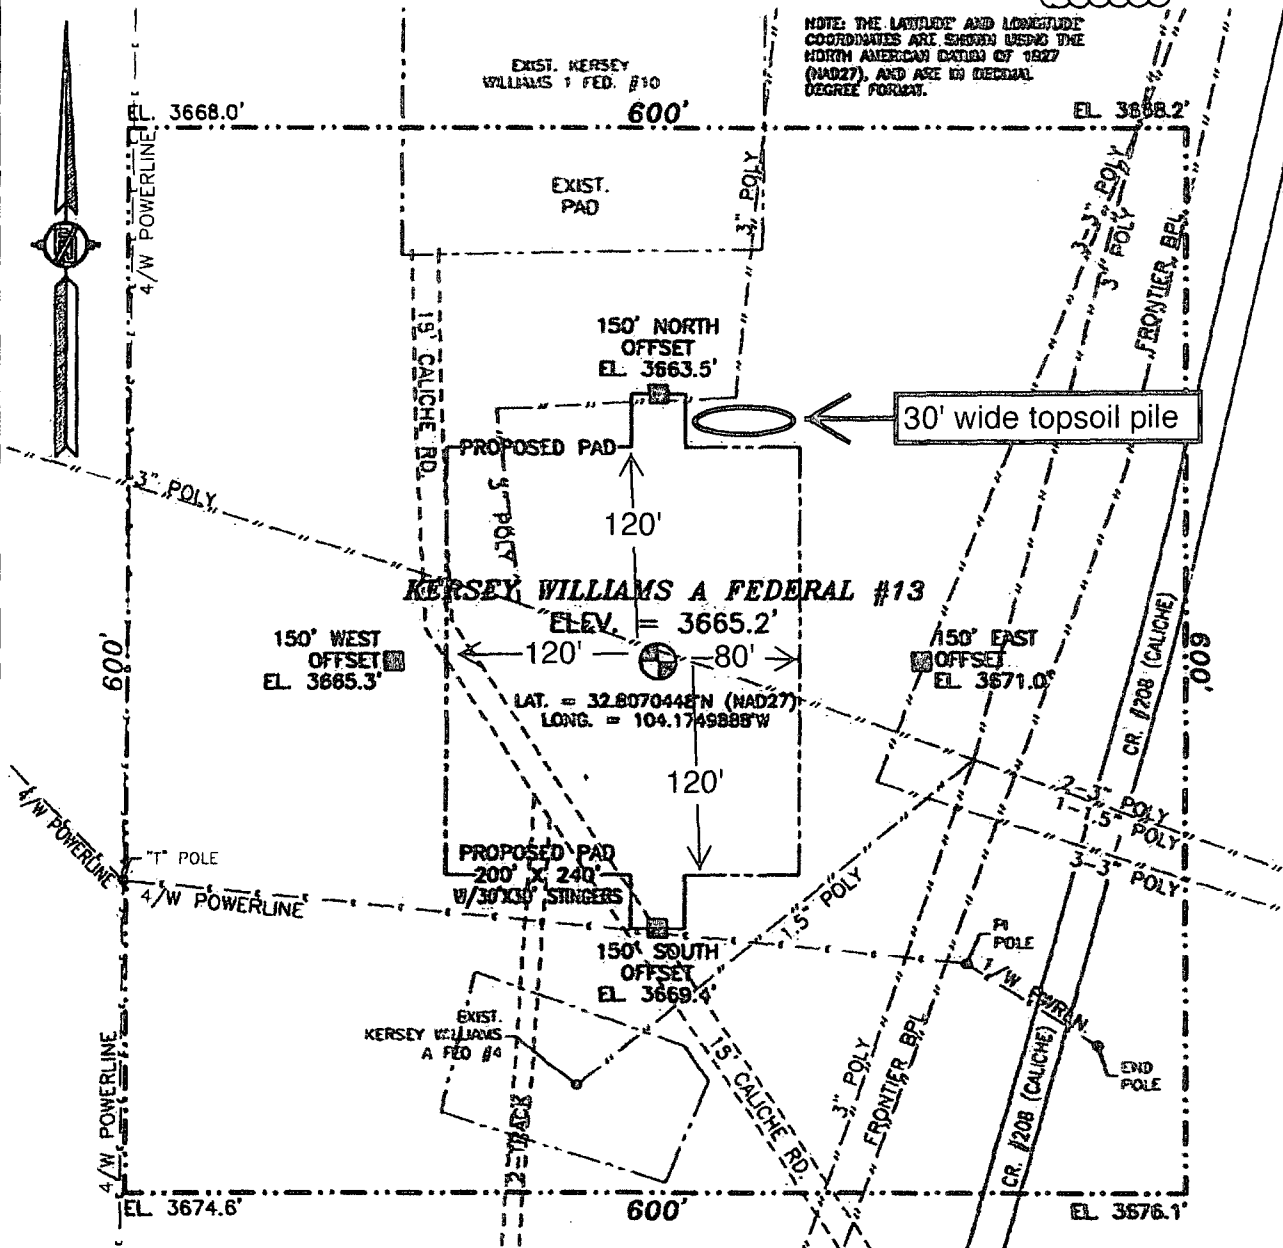 NOTE: THE LATITUDE AND LONGITUDE
COORDINATES ARE SHOWN USING THE
NORTH AMERICAN DATUM OF 1927
(NAD27), AND ARE IN DECIMAL
DEGREE FORMAT.
EXIST. KERSEY
WILLIAMS 1 FED. #10
EL. 3668.0'
600'
EL. 3668.2'
4/W POWERLINE
EXIST.
PAD
3" POLY
3-3" POLY
3" POLY
FRONTIER BPL
15' CALICHE RD.
150' NORTH
OFFSET
EL. 3663.5'
30' wide topsoil pile
PROPOSED PAD
3" POLY
3" POLY
120'
KERSEY WILLIAMS A FEDERAL #13
ELEV. = 3665.2'
600'
150' WEST
OFFSET
EL. 3665.3'
120'
80'
150' EAST
OFFSET
EL. 3671.0'
600'
CR. #208 (CALICHE)
LAT. = 32.8070448°N (NAD27)
LONG. = 104.1749888°W
120'
2-3" POLY
1-1.5" POLY
3-3" POLY
4/W POWERLINE
"T" POLE
4/W POWERLINE
PROPOSED PAD
200' X 240'
W/30'X30' STINGERS
1.5" POLY
PI
POLE
150' SOUTH
OFFSET
EL. 3669.4'
1/W PWRLN.
EXIST.
KERSEY WILLIAMS
A FED #4
END
POLE
15' CALICHE RD.
3" POLY
FRONTIER BPL
CR. #208 (CALICHE)
4/W POWERLINE
2-TRACK
EL. 3674.6'
600'
EL. 3676.1'